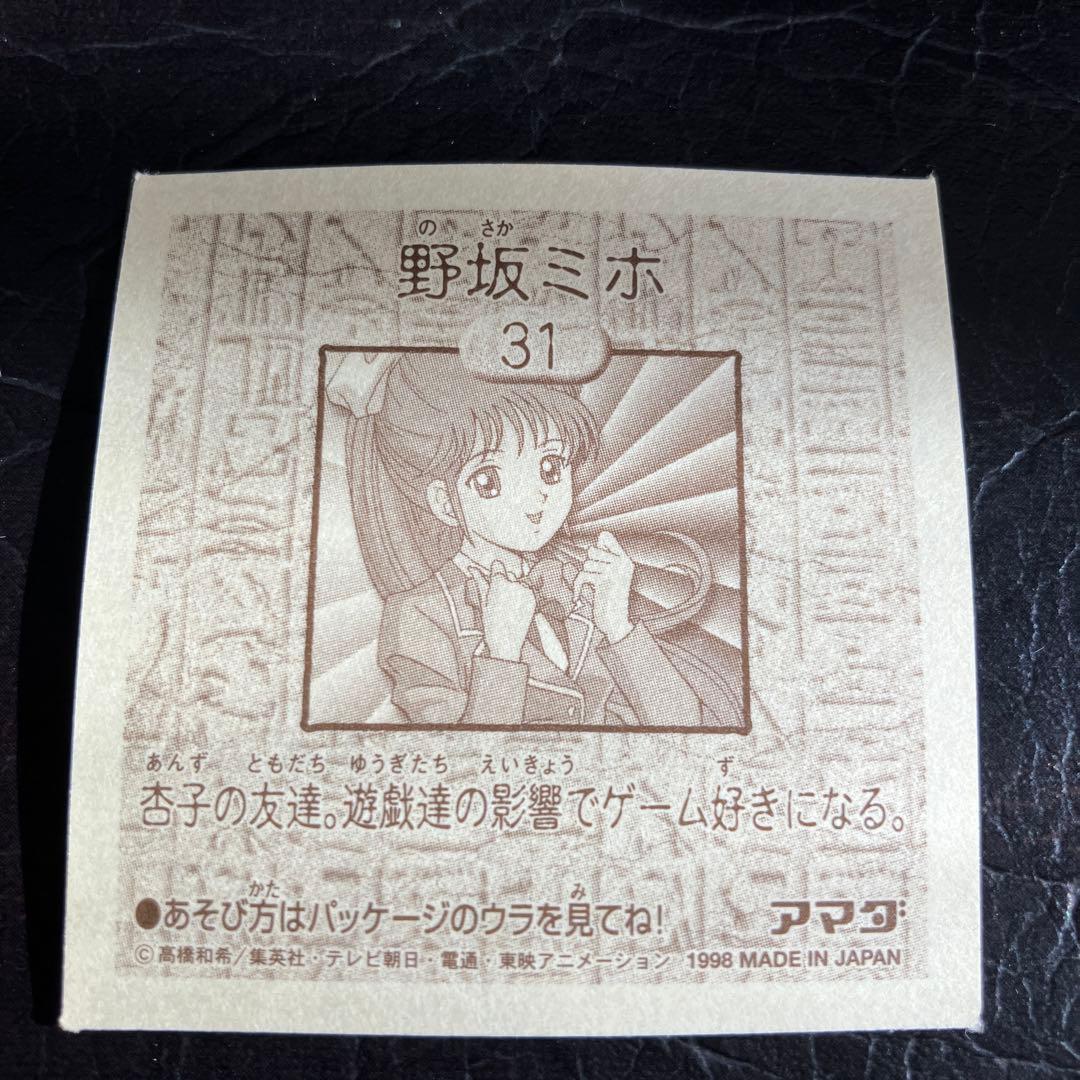 の さか
野坂ミホ
31
あんず ともだち ゆうぎたち えいきょう ず
杏子の友達。遊戯達の影響でゲーム好きになる。
かた み
●あそび方はパッケージのウラを見てね! アマダ
©高橋和希/集英社・テレビ朝日・電通・東映アニメーション 1998 MADE IN JAPAN